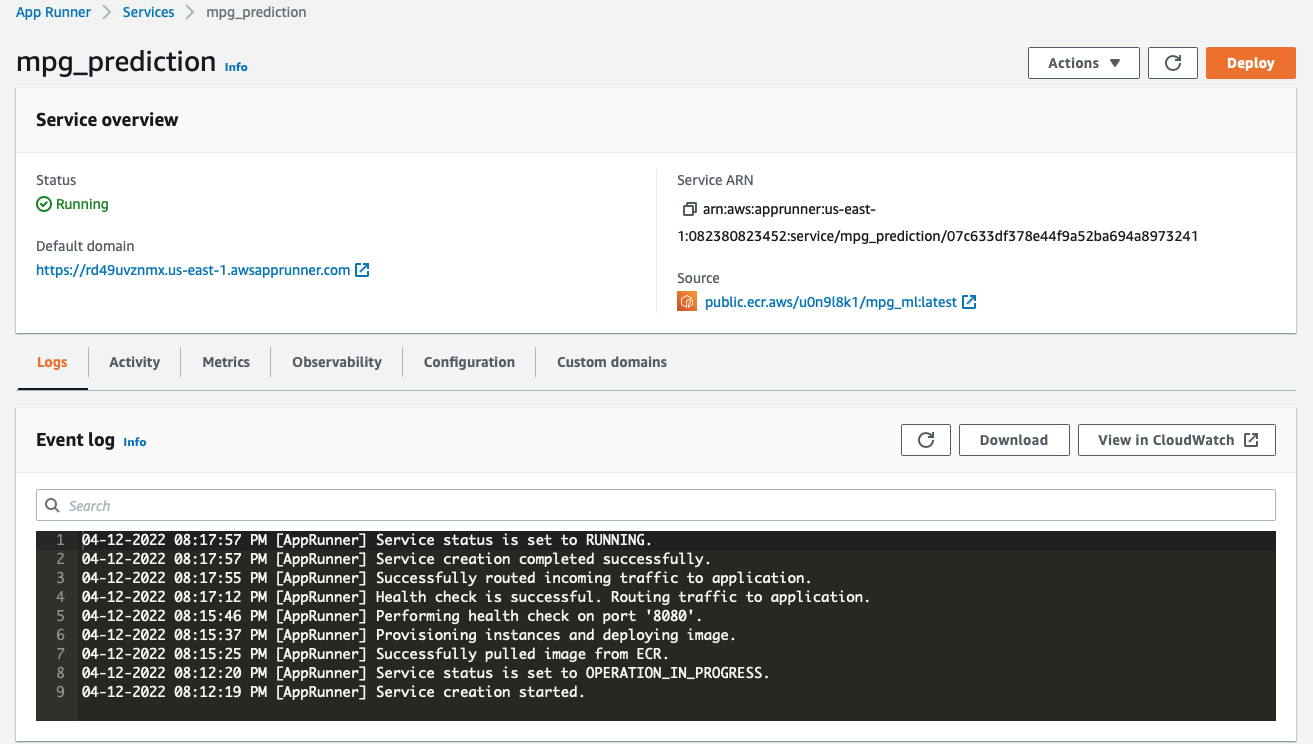 App Runner > Services > mpg_prediction
mpg_prediction Info
Actions ▼ Deploy
Service overview
Status
Running
Default domain
https://rd49uvznmx.us-east-1.awsapprunner.com
Service ARN
arn:aws:apprunner:us-east-
1:082380823452:service/mpg_prediction/07c633df378e44f9a52ba694a8973241
Source
public.ecr.aws/u0n9l8k1/mpg_ml:latest
Logs Activity Metrics Observability Configuration Custom domains
Event log Info
Download View in CloudWatch
Search
1 04-12-2022 08:17:57 PM [AppRunner] Service status is set to RUNNING.
2 04-12-2022 08:17:57 PM [AppRunner] Service creation completed successfully.
3 04-12-2022 08:17:55 PM [AppRunner] Successfully routed incoming traffic to application.
4 04-12-2022 08:17:12 PM [AppRunner] Health check is successful. Routing traffic to application.
5 04-12-2022 08:15:46 PM [AppRunner] Performing health check on port '8080'.
6 04-12-2022 08:15:37 PM [AppRunner] Provisioning instances and deploying image.
7 04-12-2022 08:15:25 PM [AppRunner] Successfully pulled image from ECR.
8 04-12-2022 08:12:20 PM [AppRunner] Service status is set to OPERATION_IN_PROGRESS.
9 04-12-2022 08:12:19 PM [AppRunner] Service creation started.